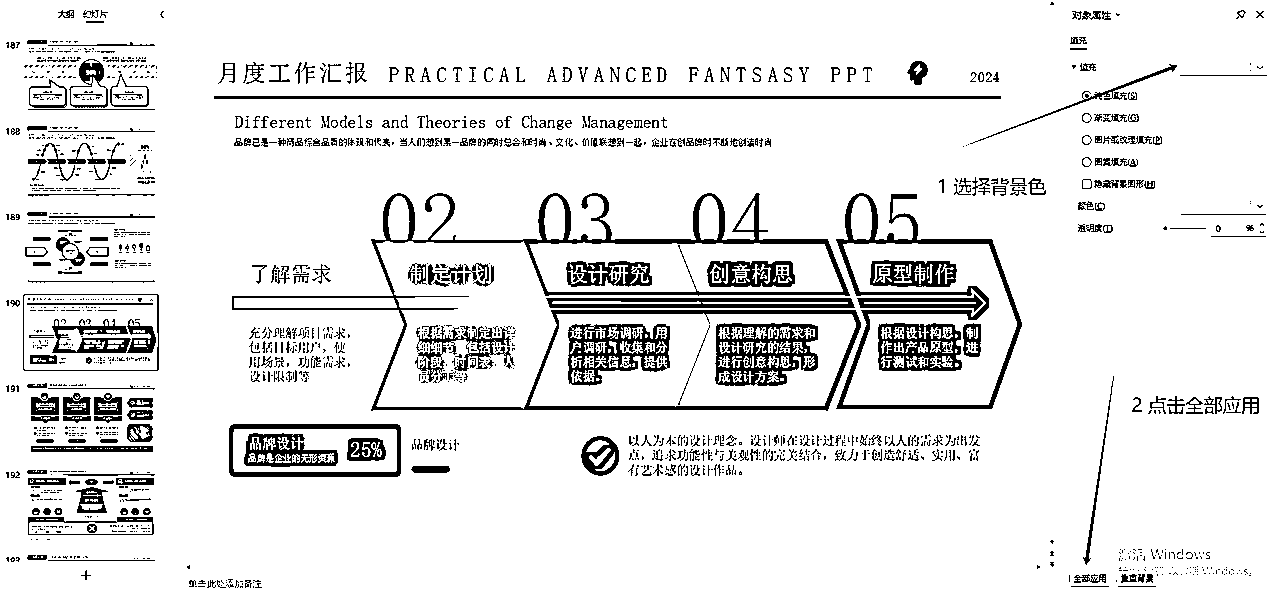 大纲 幻灯片
187
188
189
190
191
192
193
月度工作汇报 PRACTICAL ADVANCED FANTSASY PPT
2024
Different Models and Theories of Change Management
品牌已是一种商品综合品质的体现和代表，当人们想到某一品牌的同时总会和时尚、文化、价值联想到一起，企业在创品牌时不断地创造时尚
02
03
04
05
了解需求
制定计划
设计研究
创意构思
原型制作
充分理解项目需求，
包括目标用户，使
用场景，功能需求，
设计限制等
根据需求制定出详
细细节，包括设计
阶段，时间表，人
员分工等
进行市场调研，用
户调研，收集和分
析相关信息，提供
依据。
根据理解的需求和
设计研究的结果，
进行创意构思，形
成设计方案。
根据设计构思，制
作出产品原型，进
行测试和实验。
品牌设计
品牌是企业的无形资源
25%
品牌设计
以人为本的设计理念。设计师在设计过程中始终以人的需求为出发
点，追求功能性与美观性的完美结合，致力于创造舒适、实用、富
有艺术感的设计作品。
单击此处添加备注
对象属性
填充
填充
纯色填充(S)
渐变填充(G)
图片或纹理填充(P)
图案填充(A)
隐藏背景图形(H)
颜色(C)
透明度(T)
0 %
1 选择背景色
2 点击全部应用
激活 Windows
全部应用
重置背景